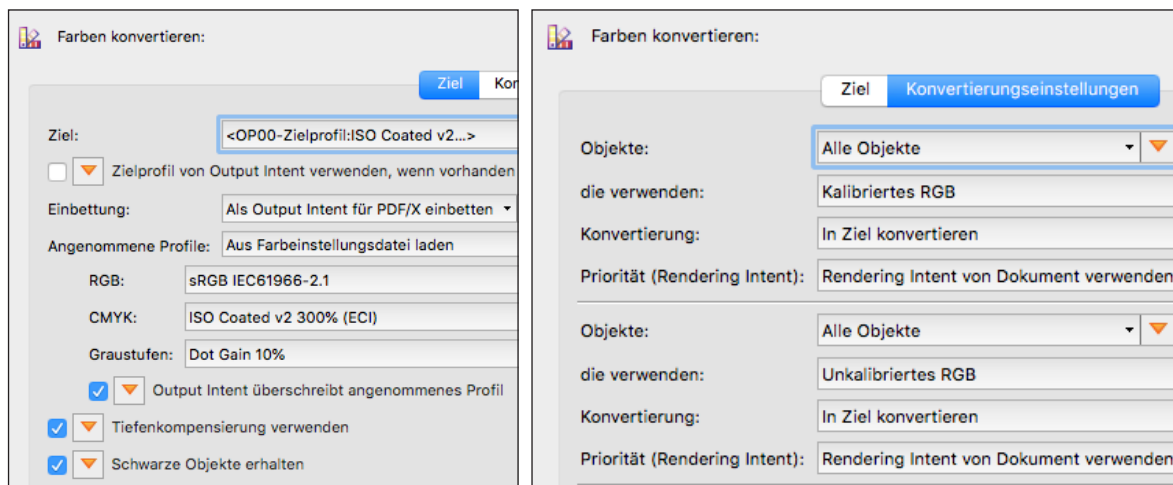 Farben konvertieren:
Ziel
Kor
Ziel:
<OP00-Zielprofil:ISO Coated v2...>
Zielprofil von Output Intent verwenden, wenn vorhanden
Einbettung:
Als Output Intent für PDF/X einbetten
Angenommene Profile:
Aus Farbeinstellungsdatei laden
RGB:
sRGB IEC61966-2.1
CMYK:
ISO Coated v2 300% (ECI)
Graustufen:
Dot Gain 10%
Output Intent überschreibt angenommenes Profil
Tiefenkompensierung verwenden
Schwarze Objekte erhalten
Farben konvertieren:
Ziel
Konvertierungseinstellungen
Objekte:
Alle Objekte
die verwenden:
Kalibriertes RGB
Konvertierung:
In Ziel konvertieren
Priorität (Rendering Intent):
Rendering Intent von Dokument verwenden
Objekte:
Alle Objekte
die verwenden:
Unkalibriertes RGB
Konvertierung:
In Ziel konvertieren
Priorität (Rendering Intent):
Rendering Intent von Dokument verwenden